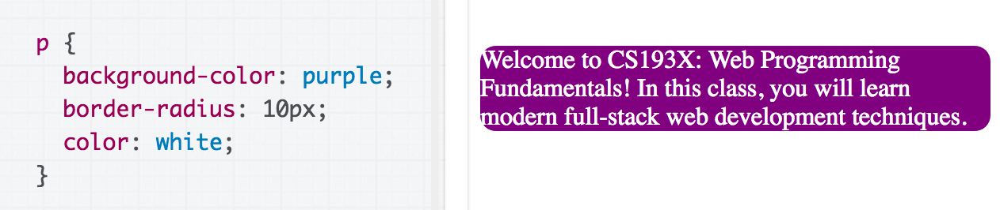 p {
  background-color: purple;
  border-radius: 10px;
  color: white;
}
Welcome to CS193X: Web Programming
Fundamentals! In this class, you will learn
modern full-stack web development techniques.